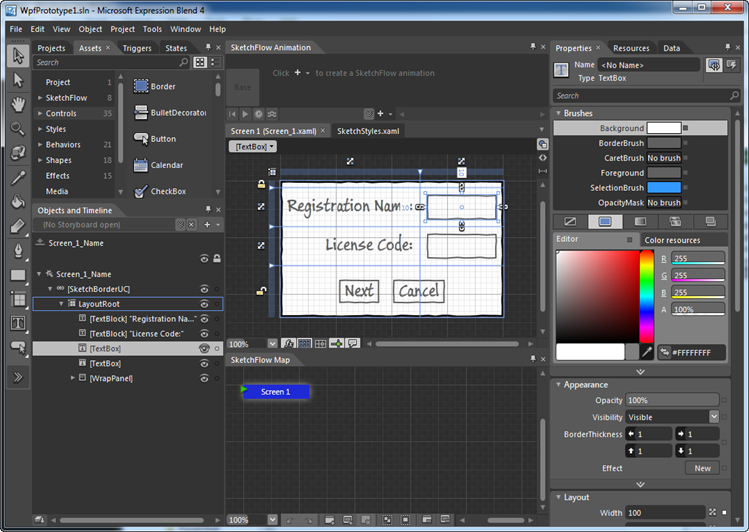 WpfPrototype1.sln - Microsoft Expression Blend 4
File Edit View Object Project Tools Window Help
Projects Assets Triggers States
Search
Project 1
SketchFlow 8
Controls 35
Styles
Behaviors 21
Shapes 18
Effects 15
Media
Border
BulletDecorator
Button
Calendar
CheckBox
Objects and Timeline
(No Storyboard open)
Screen_1_Name
Screen_1_Name
[SketchBorderUC]
LayoutRoot
[TextBlock] "Registration Na..."
[TextBlock] "License Code:"
[TextBox]
[TextBox]
[WrapPanel]
SketchFlow Animation
Click + to create a SketchFlow animation
Base
Screen 1 (Screen_1.xaml) × SketchStyles.xaml
[TextBox]
Registration Nam :
License Code:
Next Cancel
100%
SketchFlow Map
Screen 1
100%
Properties × Resources Data
Name <No Name>
Type TextBox
Search
Brushes
Background
BorderBrush
CaretBrush No brush
Foreground
SelectionBrush
OpacityMask No brush
Editor Color resources
R 255
G 255
B 255
A 100%
#FFFFFFFF
Appearance
Opacity 100%
Visibility Visible
BorderThickness 1 1
1 1
Effect New
Layout
Width 100